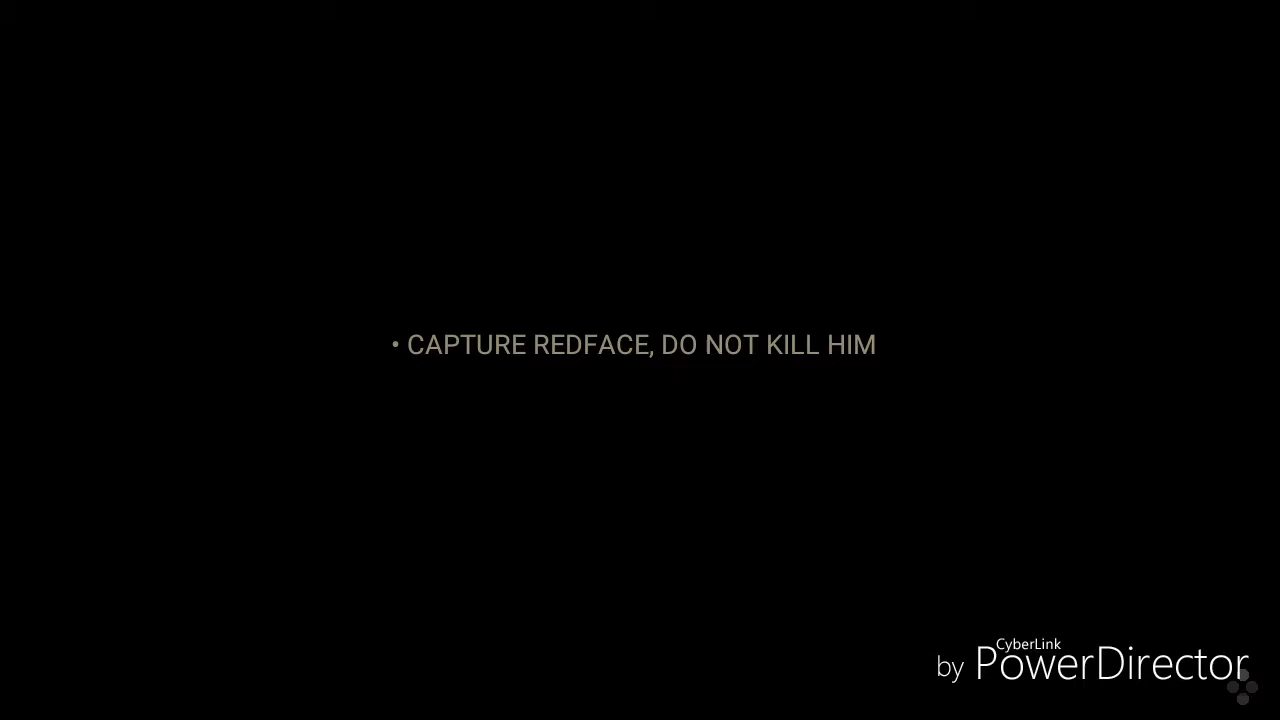 • CAPTURE REDFACE, DO NOT KILL HIM
CyberLink
by PowerDirector